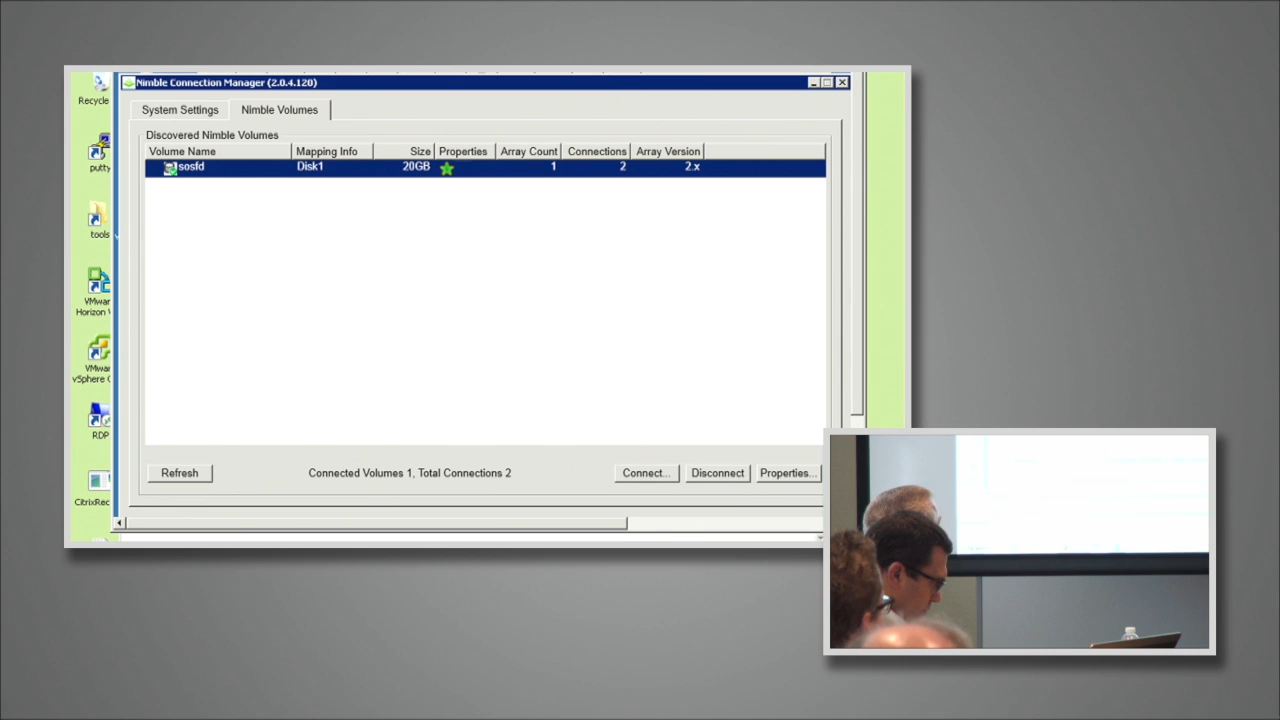 Nimble Connection Manager (2.0.4.120)
Recycle
System Settings
Nimble Volumes
Discovered Nimble Volumes
Volume Name
Mapping Info
Size
Properties
Array Count
Connections
Array Version
sosfd
Disk1
20GB
1
2
2.x
putty
tools
VMwar
Horizon
VMwa
vSphere C
RDP
CitrixRec
Refresh
Connected Volumes 1, Total Connections 2
Connect...
Disconnect
Properties...